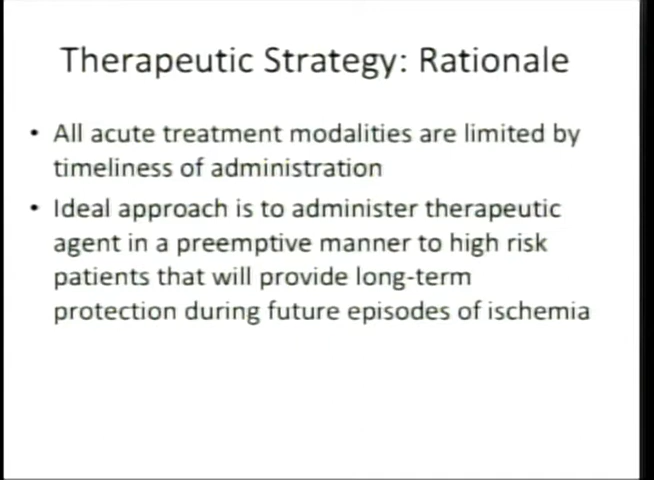 Therapeutic Strategy: Rationale
• All acute treatment modalities are limited by
timeliness of administration
• Ideal approach is to administer therapeutic
agent in a preemptive manner to high risk
patients that will provide long-term
protection during future episodes of ischemia